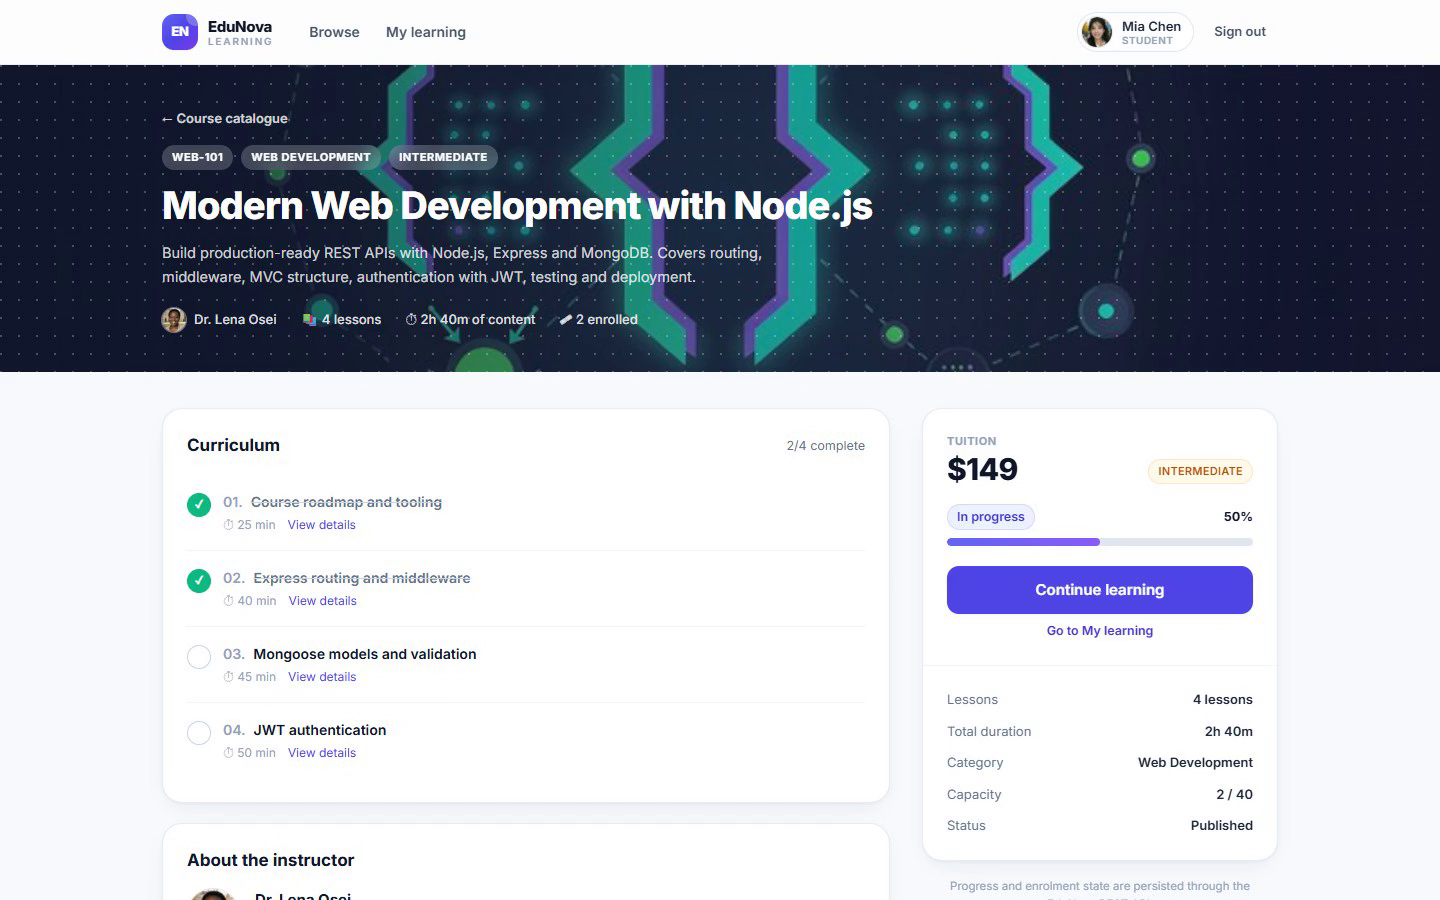 EN
EduNova
LEARNING
Browse
My learning
Mia Chen
STUDENT
Sign out
← Course catalogue
WEB-101
WEB DEVELOPMENT
INTERMEDIATE
Modern Web Development with Node.js
Build production-ready REST APIs with Node.js, Express and MongoDB. Covers routing,
middleware, MVC structure, authentication with JWT, testing and deployment.
Dr. Lena Osei
4 lessons
2h 40m of content
2 enrolled
Curriculum
2/4 complete
01. Course roadmap and tooling
25 min View details
02. Express routing and middleware
40 min View details
03. Mongoose models and validation
45 min View details
04. JWT authentication
50 min View details
About the instructor
Dr. Lena Osei
TUITION
$149
INTERMEDIATE
In progress
50%
Continue learning
Go to My learning
Lessons 4 lessons
Total duration 2h 40m
Category Web Development
Capacity 2 / 40
Status Published
Progress and enrolment state are persisted through the